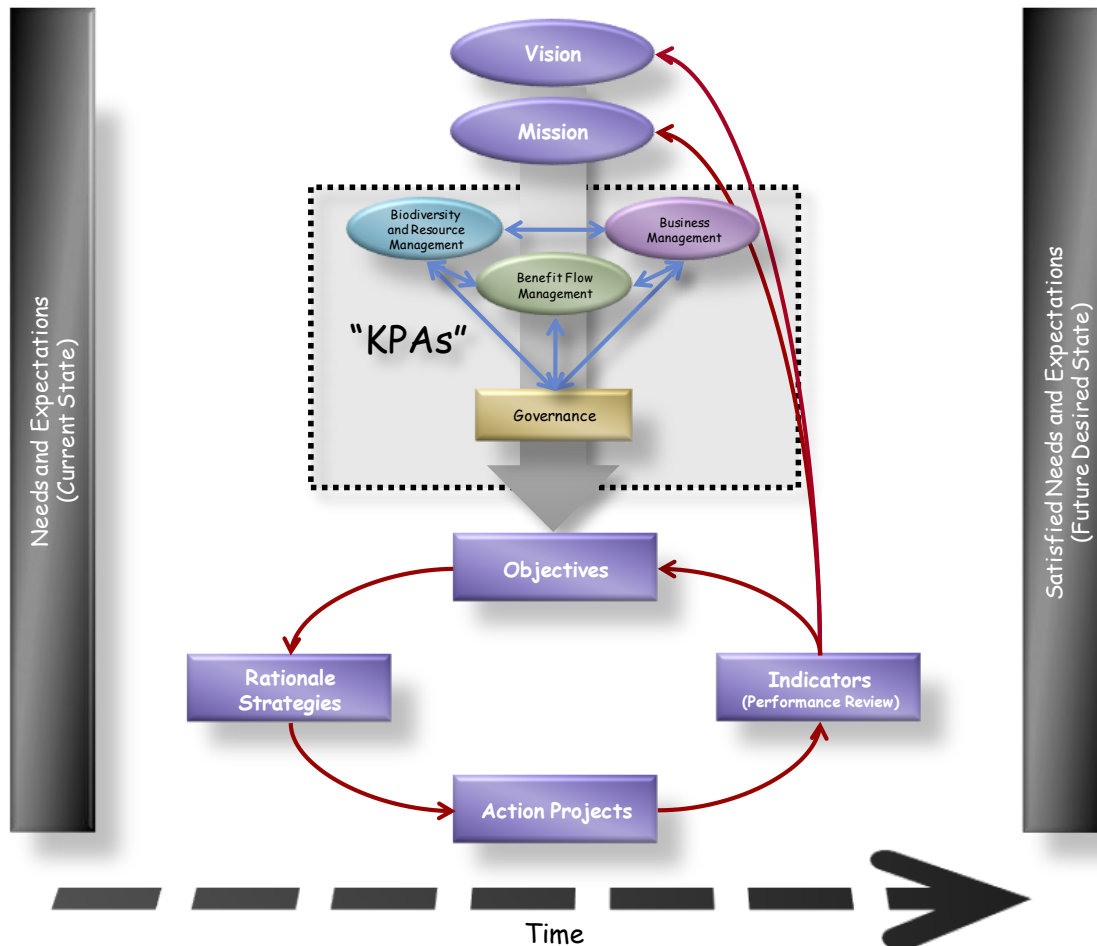 Needs and Expectations
(Current State)
Vision
Mission
Biodiversity
and Resource
Management
Business
Management
Benefit Flow
Management
“KPAs”
Governance
Objectives
Rationale
Strategies
Indicators
(Performance Review)
Action Projects
Satisfied Needs and Expectations
(Future Desired State)
Time